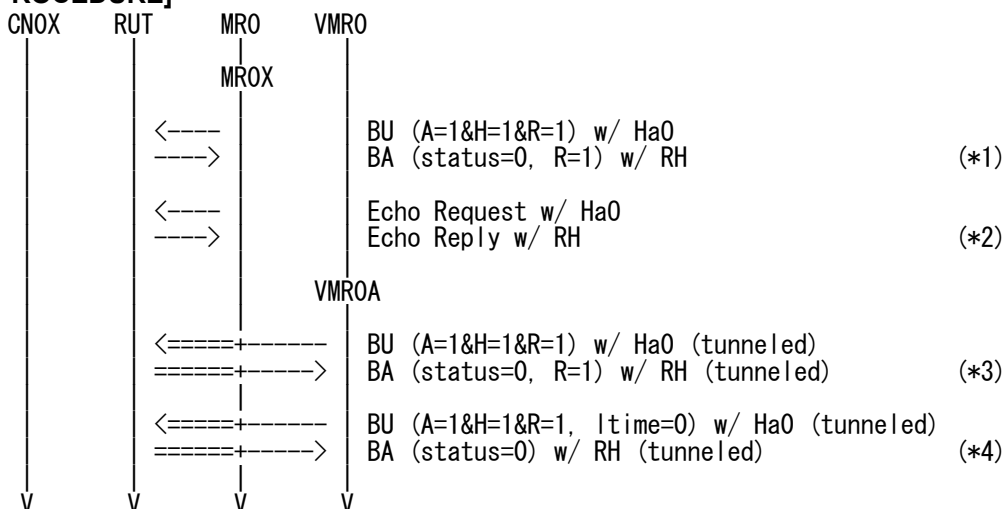 ROCEDURE]
CN0X RUT MR0 VMR0
MR0X
<---- BU (A=1&H=1&R=1) w/ HaO
----> BA (status=0, R=1) w/ RH (*1)
<---- Echo Request w/ HaO
----> Echo Reply w/ RH (*2)
VMR0A
<=====+------ BU (A=1&H=1&R=1) w/ HaO (tunneled)
======+-----> BA (status=0, R=1) w/ RH (tunneled) (*3)
<=====+------ BU (A=1&H=1&R=1, ltime=0) w/ HaO (tunneled)
======+-----> BA (status=0) w/ RH (tunneled) (*4)
V V V V